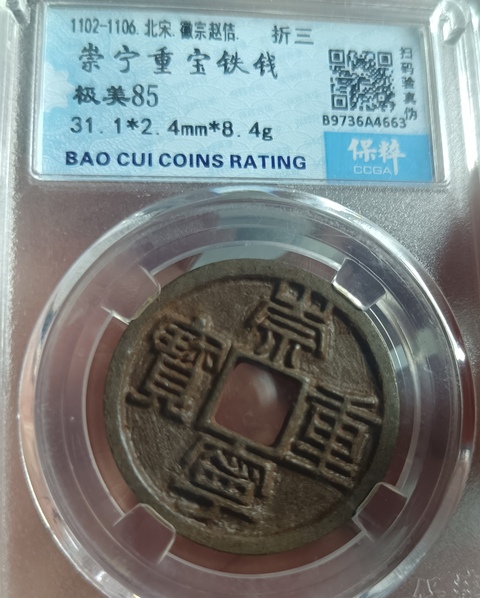 1102-1106.北宋.徽宗赵佶. 折三
崇宁重宝铁钱
极美85
31.1*2.4mm*8.4g
BAO CUI COINS RATING
扫码验真伪
B9736A4663
保粹
CCGA
崇
重
寧
寶
保粹